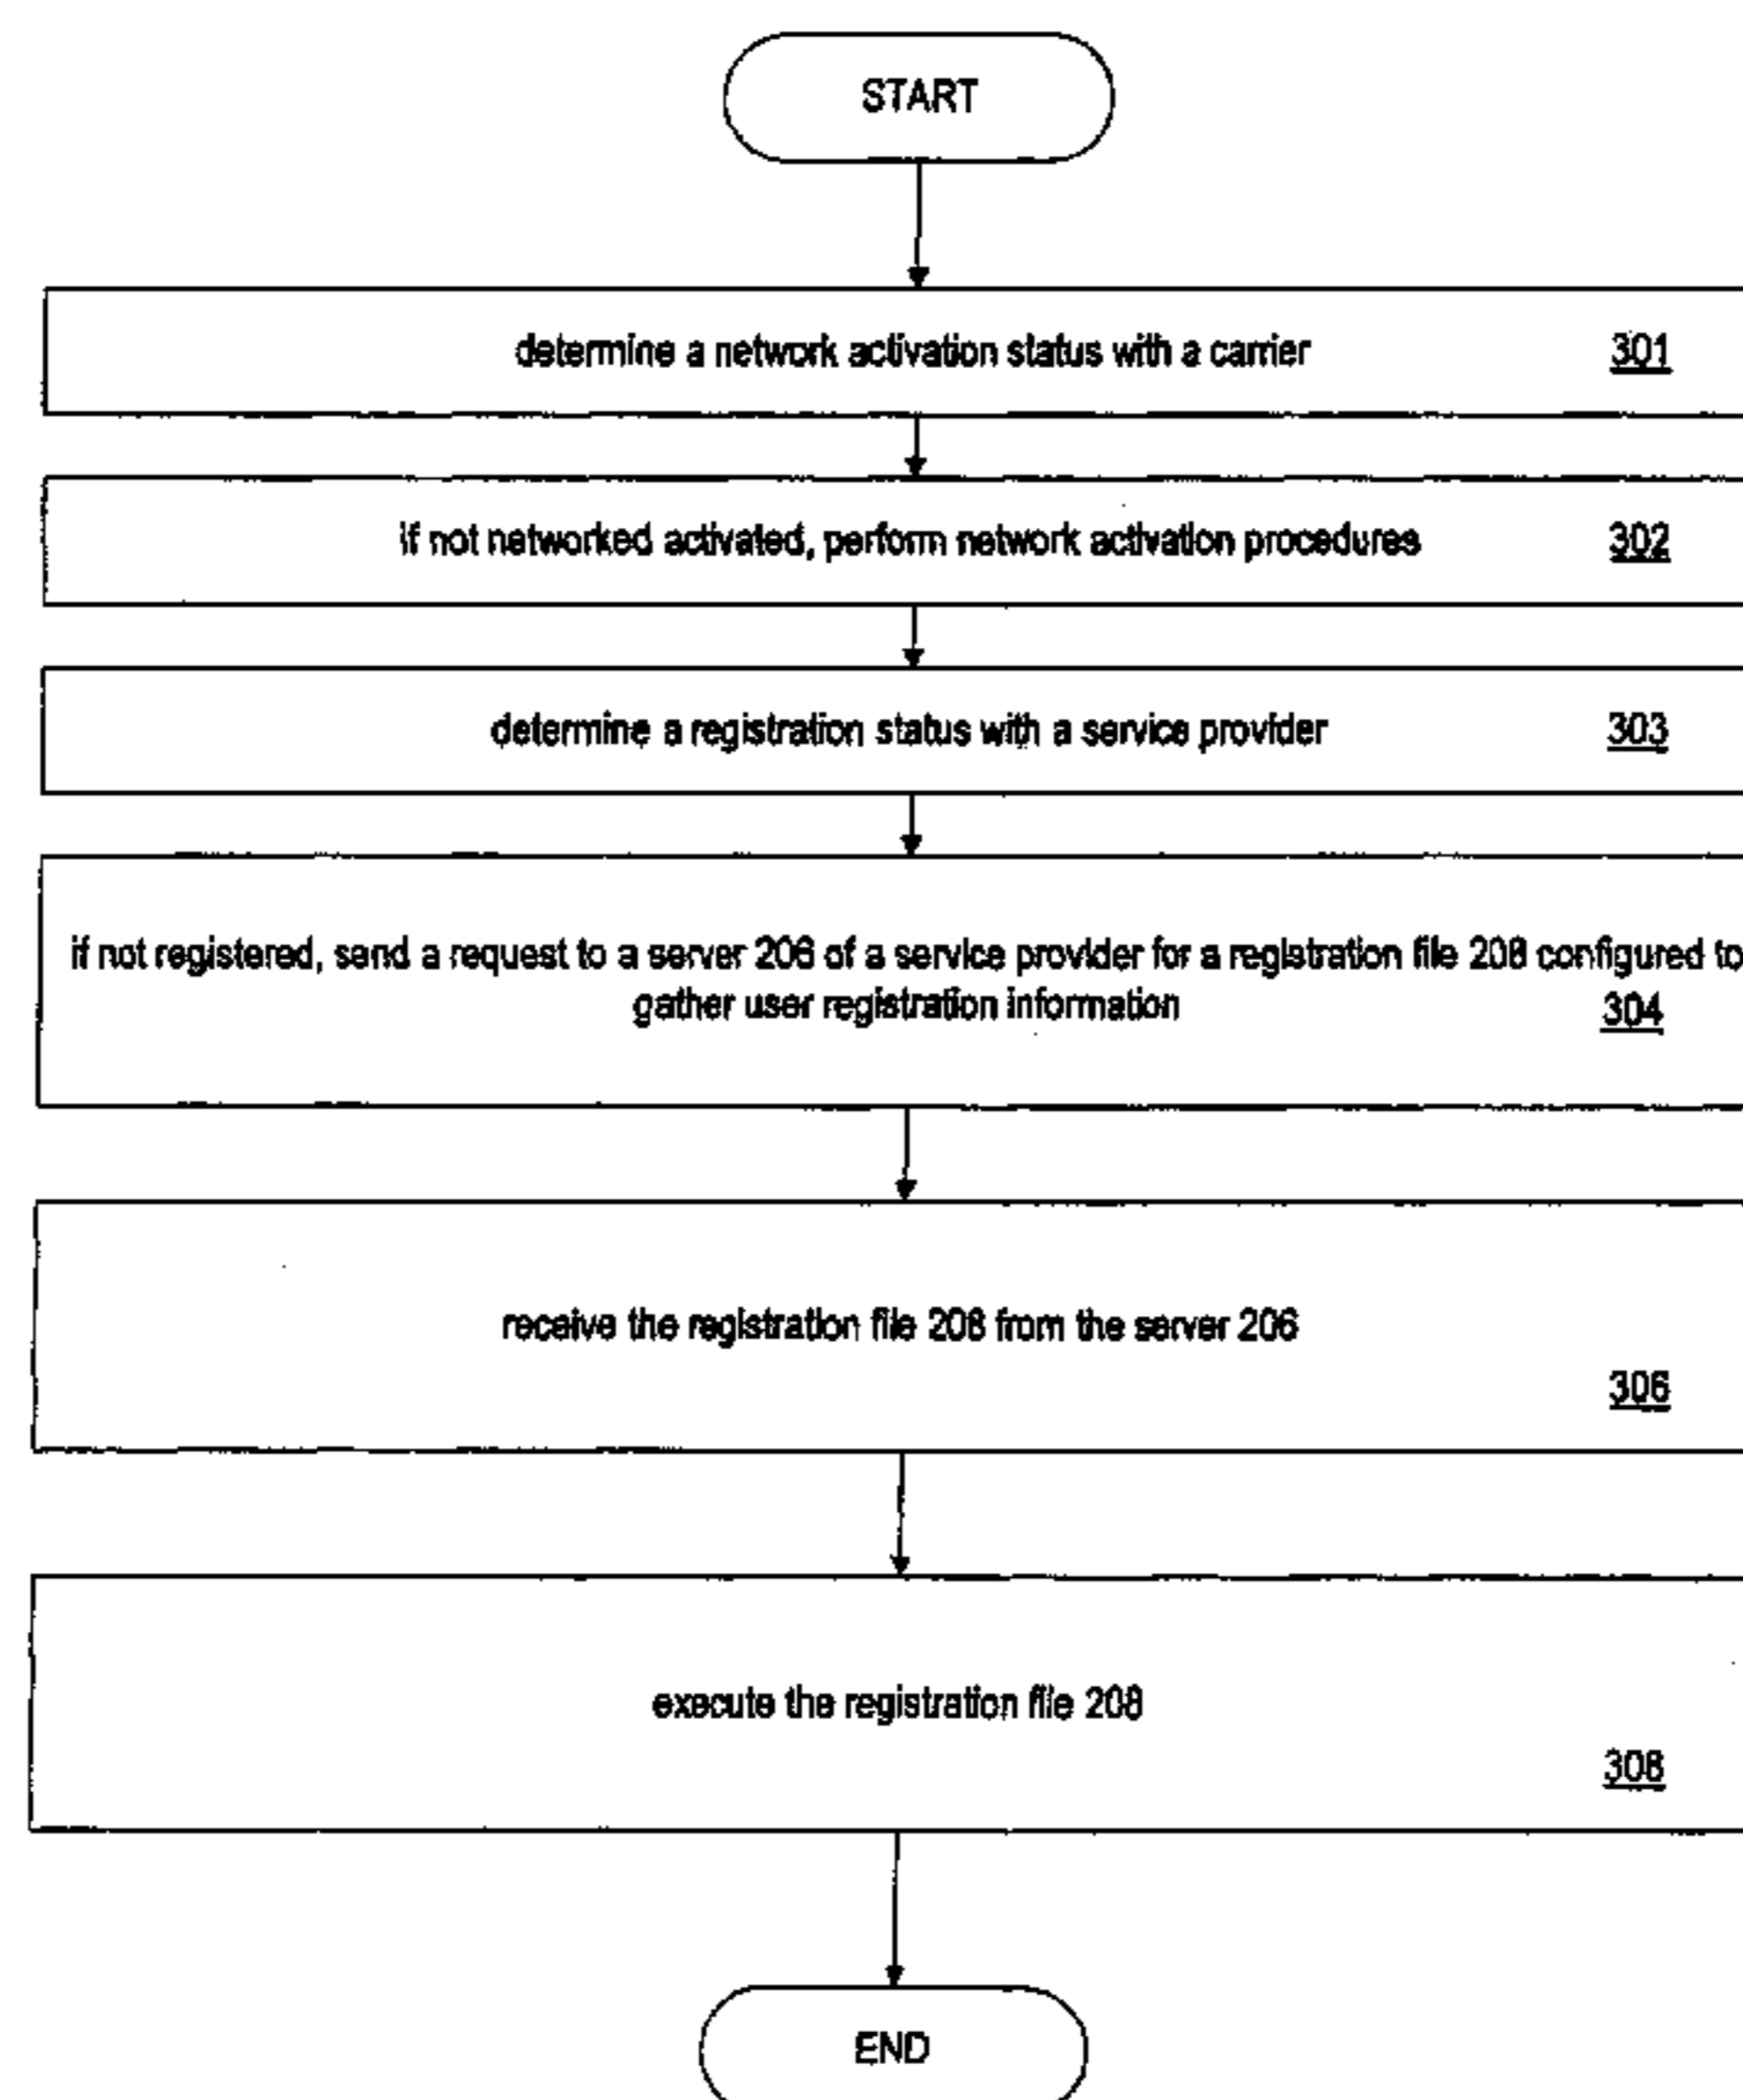 START
determine a network activation status with a carrier 301
if not networked activated, perform network activation procedures 302
determine a registration status with a service provider 303
if not registered, send a request to a server 206 of a service provider for a registration file 208 configured to
gather user registration information 304
receive the registration file 208 from the server 206
306
execute the registration file 208
308
END